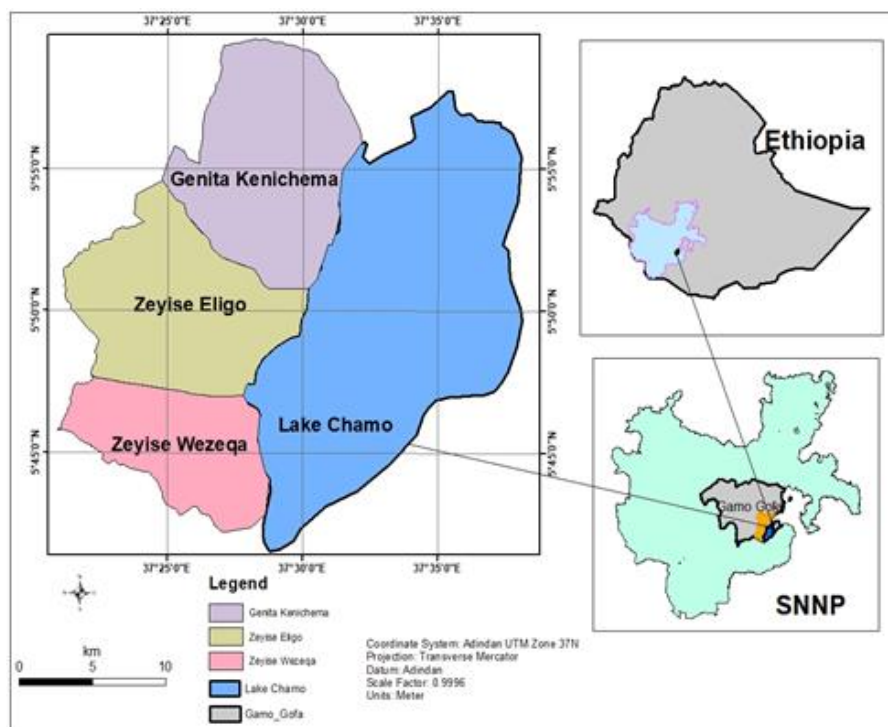 37°25'0"E
37°30'0"E
37°35'0"E
5°55'0"N
5°50'0"N
5°45'0"N
Genita Kenichema
Zeyise Eligo
Zeyise Wezeqa
Lake Chamo
5°55'0"N
5°50'0"N
5°45'0"N
37°25'0"E
37°30'0"E
37°35'0"E
Ethiopia
Gamo Gofa
SNNP
Legend
Genita Kenichema
Zeyise Eligo
Zeyise Wezeqa
Lake Chamo
Gamo_Gofa
km
0 5 10
Coordinate System: Adindan UTM Zone 37N
Projection: Transverse Mercator
Datum: Adindan
Scale Factor: 0.9996
Units: Meter